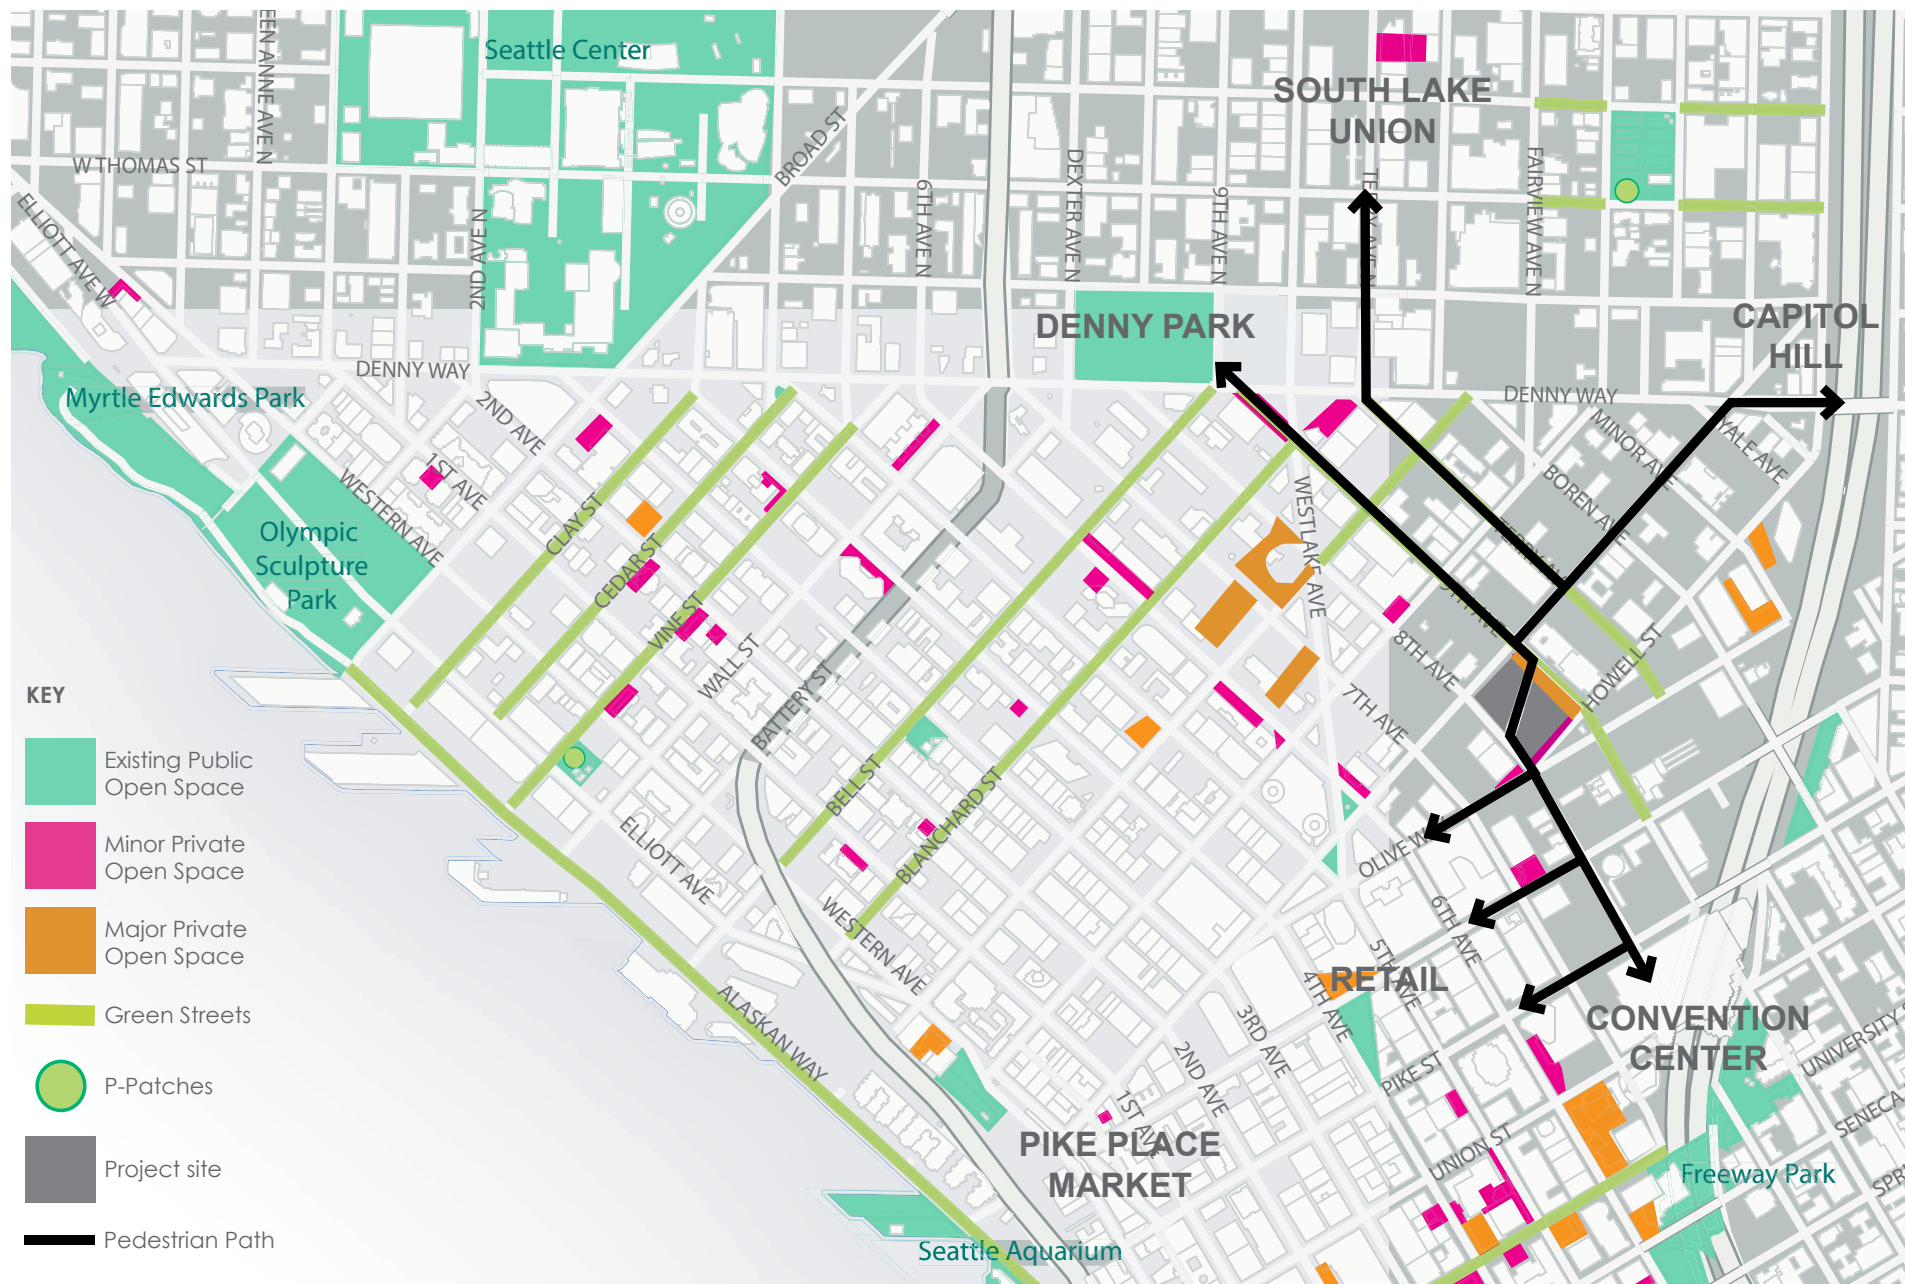 Seattle Center
SOUTH LAKE
UNION
W THOMAS ST
BROAD ST
6TH AVE N
DEXTER AVE N
9TH AVE N
FAIRVIEW AVE N
ELLIOTT AVE W
2ND AVE N
DENNY PARK
CAPITOL
HILL
DENNY WAY
DENNY WAY
Myrtle Edwards Park
2ND AVE
1ST AVE
WESTERN AVE
MINOR AVE
YALE AVE
BOREN AVE
WESTLAKE AVE
Olympic
Sculpture
Park
CLAY ST
CEDAR ST
VINE ST
WALL ST
BATTERY ST
BELL ST
BLANCHARD ST
9TH AVE
8TH AVE
7TH AVE
HOWELL ST
OLIVE W
6TH AVE
5TH AVE
4TH AVE
3RD AVE
2ND AVE
1ST AVE
ELLIOTT AVE
WESTERN AVE
ALASKAN WAY
RETAIL
CONVENTION
CENTER
PIKE ST
UNION ST
UNIVERSITY S
SENECA
SPR
PIKE PLACE
MARKET
Freeway Park
Seattle Aquarium
KEY
Existing Public
Open Space
Minor Private
Open Space
Major Private
Open Space
Green Streets
P-Patches
Project site
Pedestrian Path